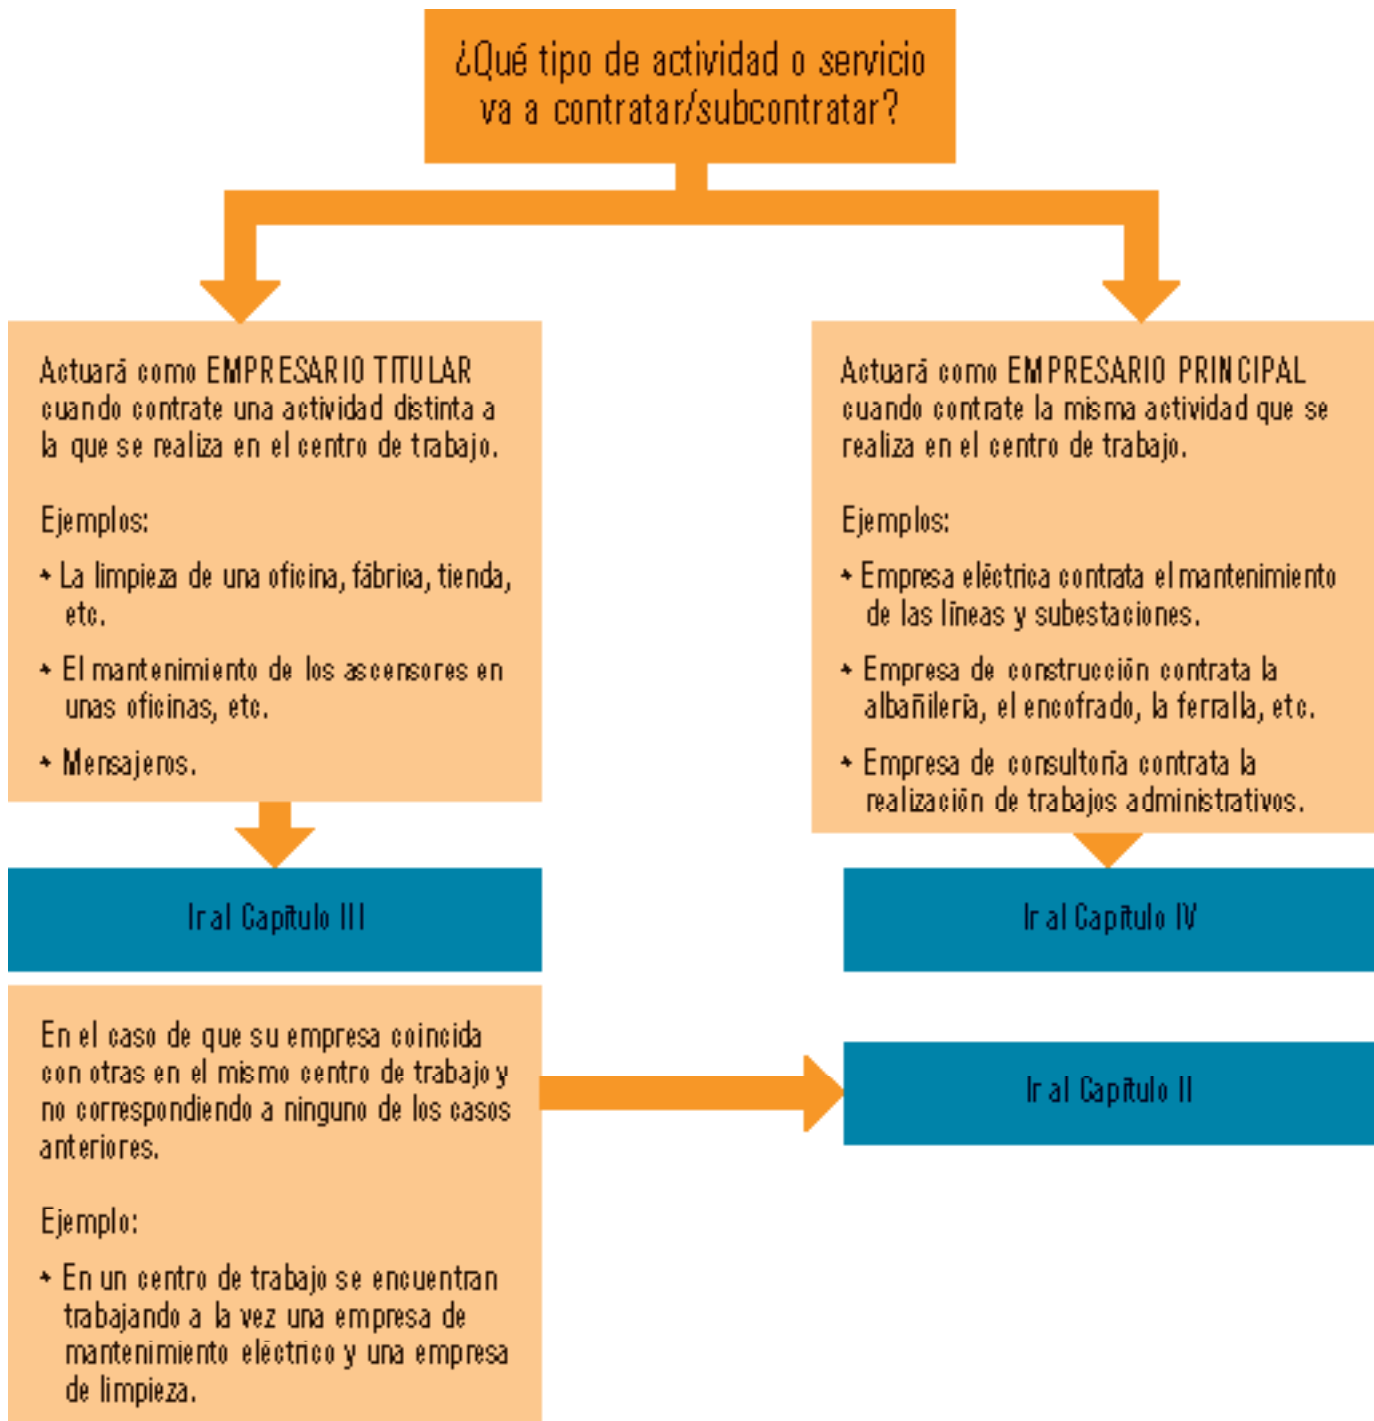 ¿Qué tipo de actividad o servicio
va a contratar/subcontratar?
Actuará como EMPRESARIO TITULAR
cuando contrate una actividad distinta a
la que se realiza en el centro de trabajo.
Ejemplos:
• La limpieza de una oficina, fábrica, tienda,
etc.
• El mantenimiento de los ascensores en
unas oficinas, etc.
• Mensajeros.
Ir al Capítulo III
Actuará como EMPRESARIO PRINCIPAL
cuando contrate la misma actividad que se
realiza en el centro de trabajo.
Ejemplos:
• Empresa eléctrica contrata el mantenimiento
de las líneas y subestaciones.
• Empresa de construcción contrata la
albañilería, el encofrado, la ferralla, etc.
• Empresa de consultoría contrata la
realización de trabajos administrativos.
Ir al Capítulo IV
En el caso de que su empresa coincida
con otras en el mismo centro de trabajo y
no correspondiendo a ninguno de los casos
anteriores.
Ejemplo:
• En un centro de trabajo se encuentran
trabajando a la vez una empresa de
mantenimiento eléctrico y una empresa
de limpieza.
Ir al Capítulo II